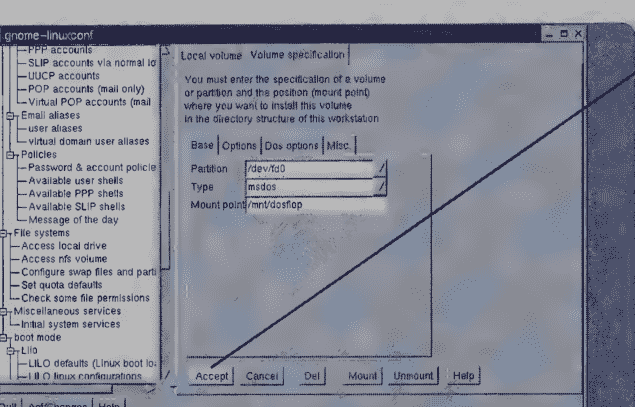 gnome-linuxconf
PPP accounts
SLIP accounts via normal lo
UUCP accounts
POP accounts (mail only)
Virtual POP accounts (mail
Email aliases
user aliases
virtual domain user aliases
Policies
Password & account policie
Available user shells
Available PPP shells
Available SLIP shells
Message of the day
File systems
Access local drive
Access nfs volume
Configure swap files and parti
Set quota defaults
Check some file permissions
Miscellaneous services
Initial system services
boot mode
Lilo
LILO defaults (Linux boot lo
LILO linux configurations
Quit Act/Changes Help
Local volume Volume specification
You must enter the specification of a volume
or partition and the position (mount point)
where you want to install this volume
in the directory structure of this workstation
Base Options Dos options Misc.
Partition /dev/fd0
Type msdos
Mount point /mnt/dosflop
Accept Cancel Del Mount Unmount Help